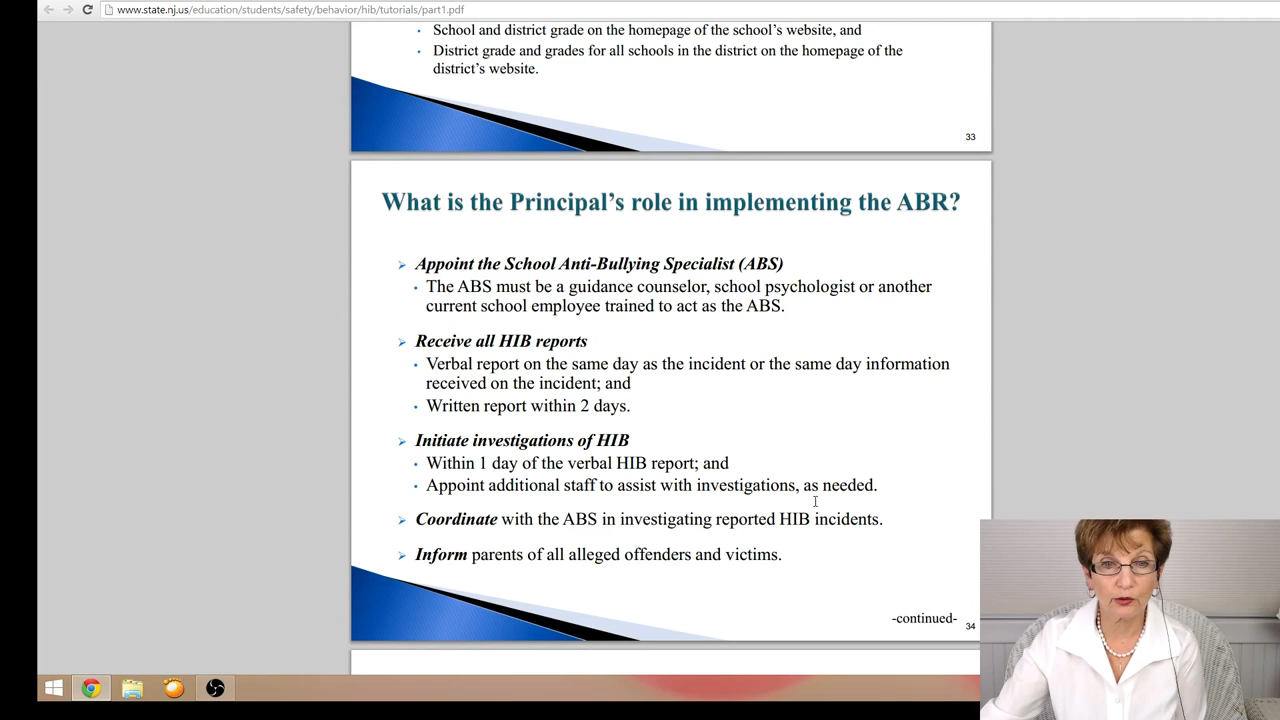 www.state.nj.us/education/students/safety/behavior/hib/tutorials/part1.pdf
• School and district grade on the homepage of the school's website, and
• District grade and grades for all schools in the district on the homepage of the
district's website.
33
What is the Principal's role in implementing the ABR?
➢ Appoint the School Anti-Bullying Specialist (ABS)
• The ABS must be a guidance counselor, school psychologist or another
current school employee trained to act as the ABS.
➢ Receive all HIB reports
• Verbal report on the same day as the incident or the same day information
received on the incident; and
• Written report within 2 days.
➢ Initiate investigations of HIB
• Within 1 day of the verbal HIB report; and
• Appoint additional staff to assist with investigations, as needed.
➢ Coordinate with the ABS in investigating reported HIB incidents.
➢ Inform parents of all alleged offenders and victims.
-continued-
34